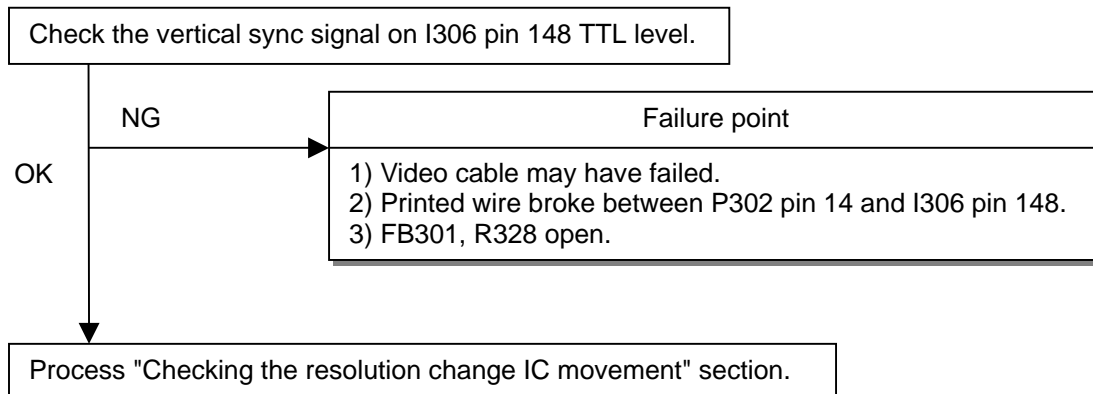 Check the vertical sync signal on I306 pin 148 TTL level.
NG
Failure point
OK
1) Video cable may have failed.
2) Printed wire broke between P302 pin 14 and I306 pin 148.
3) FB301, R328 open.
Process "Checking the resolution change IC movement" section.